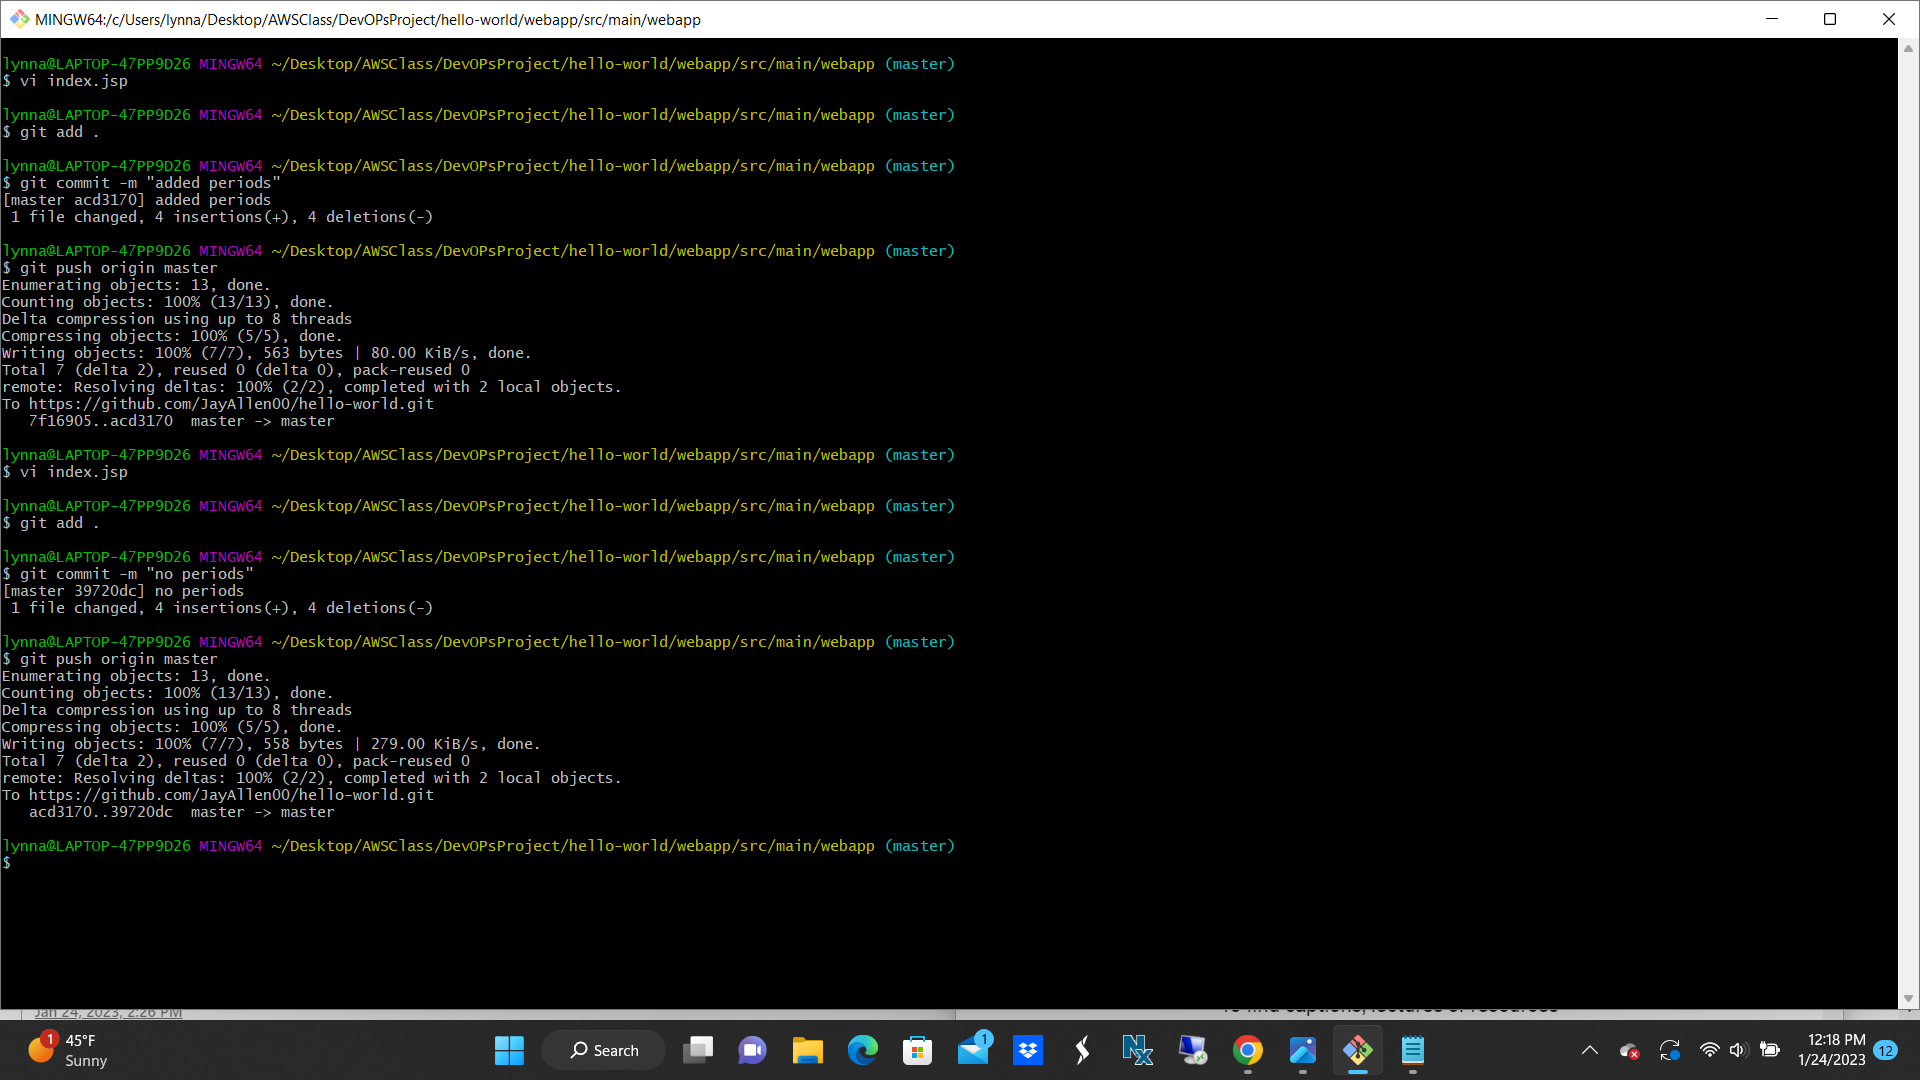 MINGW64:/c/Users/lynna/Desktop/AWSClass/DevOPsProject/hello-world/webapp/src/main/webapp
lynna@LAPTOP-47PP9D26 MINGW64 ~/Desktop/AWSClass/DevOPsProject/hello-world/webapp/src/main/webapp (master)
$ vi index.jsp
lynna@LAPTOP-47PP9D26 MINGW64 ~/Desktop/AWSClass/DevOPsProject/hello-world/webapp/src/main/webapp (master)
$ git add .
lynna@LAPTOP-47PP9D26 MINGW64 ~/Desktop/AWSClass/DevOPsProject/hello-world/webapp/src/main/webapp (master)
$ git commit -m "added periods"
[master acd3170] added periods
 1 file changed, 4 insertions(+), 4 deletions(-)
lynna@LAPTOP-47PP9D26 MINGW64 ~/Desktop/AWSClass/DevOPsProject/hello-world/webapp/src/main/webapp (master)
$ git push origin master
Enumerating objects: 13, done.
Counting objects: 100% (13/13), done.
Delta compression using up to 8 threads
Compressing objects: 100% (5/5), done.
Writing objects: 100% (7/7), 563 bytes | 80.00 KiB/s, done.
Total 7 (delta 2), reused 0 (delta 0), pack-reused 0
remote: Resolving deltas: 100% (2/2), completed with 2 local objects.
To https://github.com/JayAllen00/hello-world.git
   7f16905..acd3170  master -> master
lynna@LAPTOP-47PP9D26 MINGW64 ~/Desktop/AWSClass/DevOPsProject/hello-world/webapp/src/main/webapp (master)
$ vi index.jsp
lynna@LAPTOP-47PP9D26 MINGW64 ~/Desktop/AWSClass/DevOPsProject/hello-world/webapp/src/main/webapp (master)
$ git add .
lynna@LAPTOP-47PP9D26 MINGW64 ~/Desktop/AWSClass/DevOPsProject/hello-world/webapp/src/main/webapp (master)
$ git commit -m "no periods"
[master 39720dc] no periods
 1 file changed, 4 insertions(+), 4 deletions(-)
lynna@LAPTOP-47PP9D26 MINGW64 ~/Desktop/AWSClass/DevOPsProject/hello-world/webapp/src/main/webapp (master)
$ git push origin master
Enumerating objects: 13, done.
Counting objects: 100% (13/13), done.
Delta compression using up to 8 threads
Compressing objects: 100% (5/5), done.
Writing objects: 100% (7/7), 558 bytes | 279.00 KiB/s, done.
Total 7 (delta 2), reused 0 (delta 0), pack-reused 0
remote: Resolving deltas: 100% (2/2), completed with 2 local objects.
To https://github.com/JayAllen00/hello-world.git
   acd3170..39720dc  master -> master
lynna@LAPTOP-47PP9D26 MINGW64 ~/Desktop/AWSClass/DevOPsProject/hello-world/webapp/src/main/webapp (master)
$
Jan 24, 2023, 2:26 PM
To find captions, lectures or resources
1
45°F
Sunny
Search
1
Nx
12:18 PM
1/24/2023
12